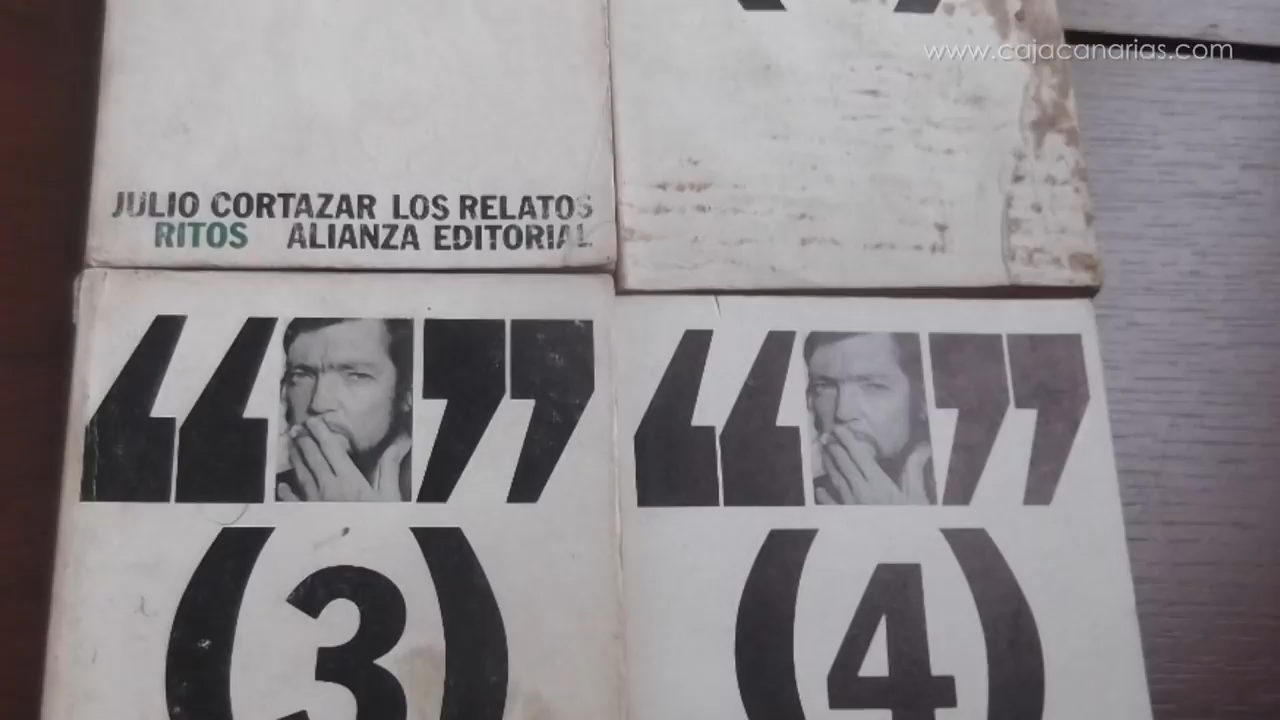 www.cajacanarias.com
JULIO CORTAZAR LOS RELATOS
RITOS ALIANZA EDITORIAL
“ ”
“ ”
(3)
(4)